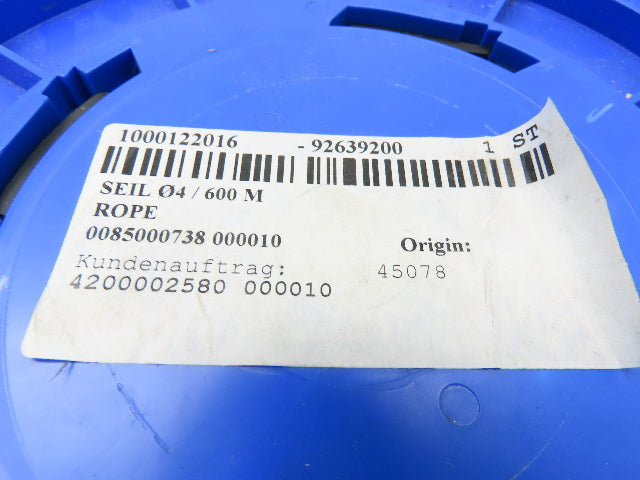 1000122016 - 92639200 1 ST
SEIL Ø4 / 600 M
ROPE
0085000738 000010 Origin:
Kundenauftrag: 45078
4200002580 000010